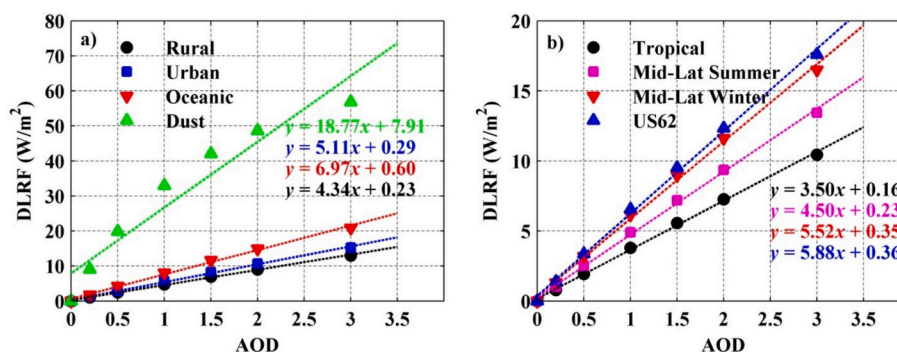 a)
Rural
Urban
Oceanic
Dust
y = 18.77x + 7.91
y = 5.11x + 0.29
y = 6.97x + 0.60
y = 4.34x + 0.23
DLRF (W/m²)
80
70
60
50
40
30
20
10
0
0 0.5 1 1.5 2 2.5 3 3.5
AOD
b)
Tropical
Mid-Lat Summer
Mid-Lat Winter
US62
y = 3.50x + 0.16
y = 4.50x + 0.23
y = 5.52x + 0.35
y = 5.88x + 0.36
DLRF (W/m²)
20
15
10
5
0
0 0.5 1 1.5 2 2.5 3 3.5
AOD